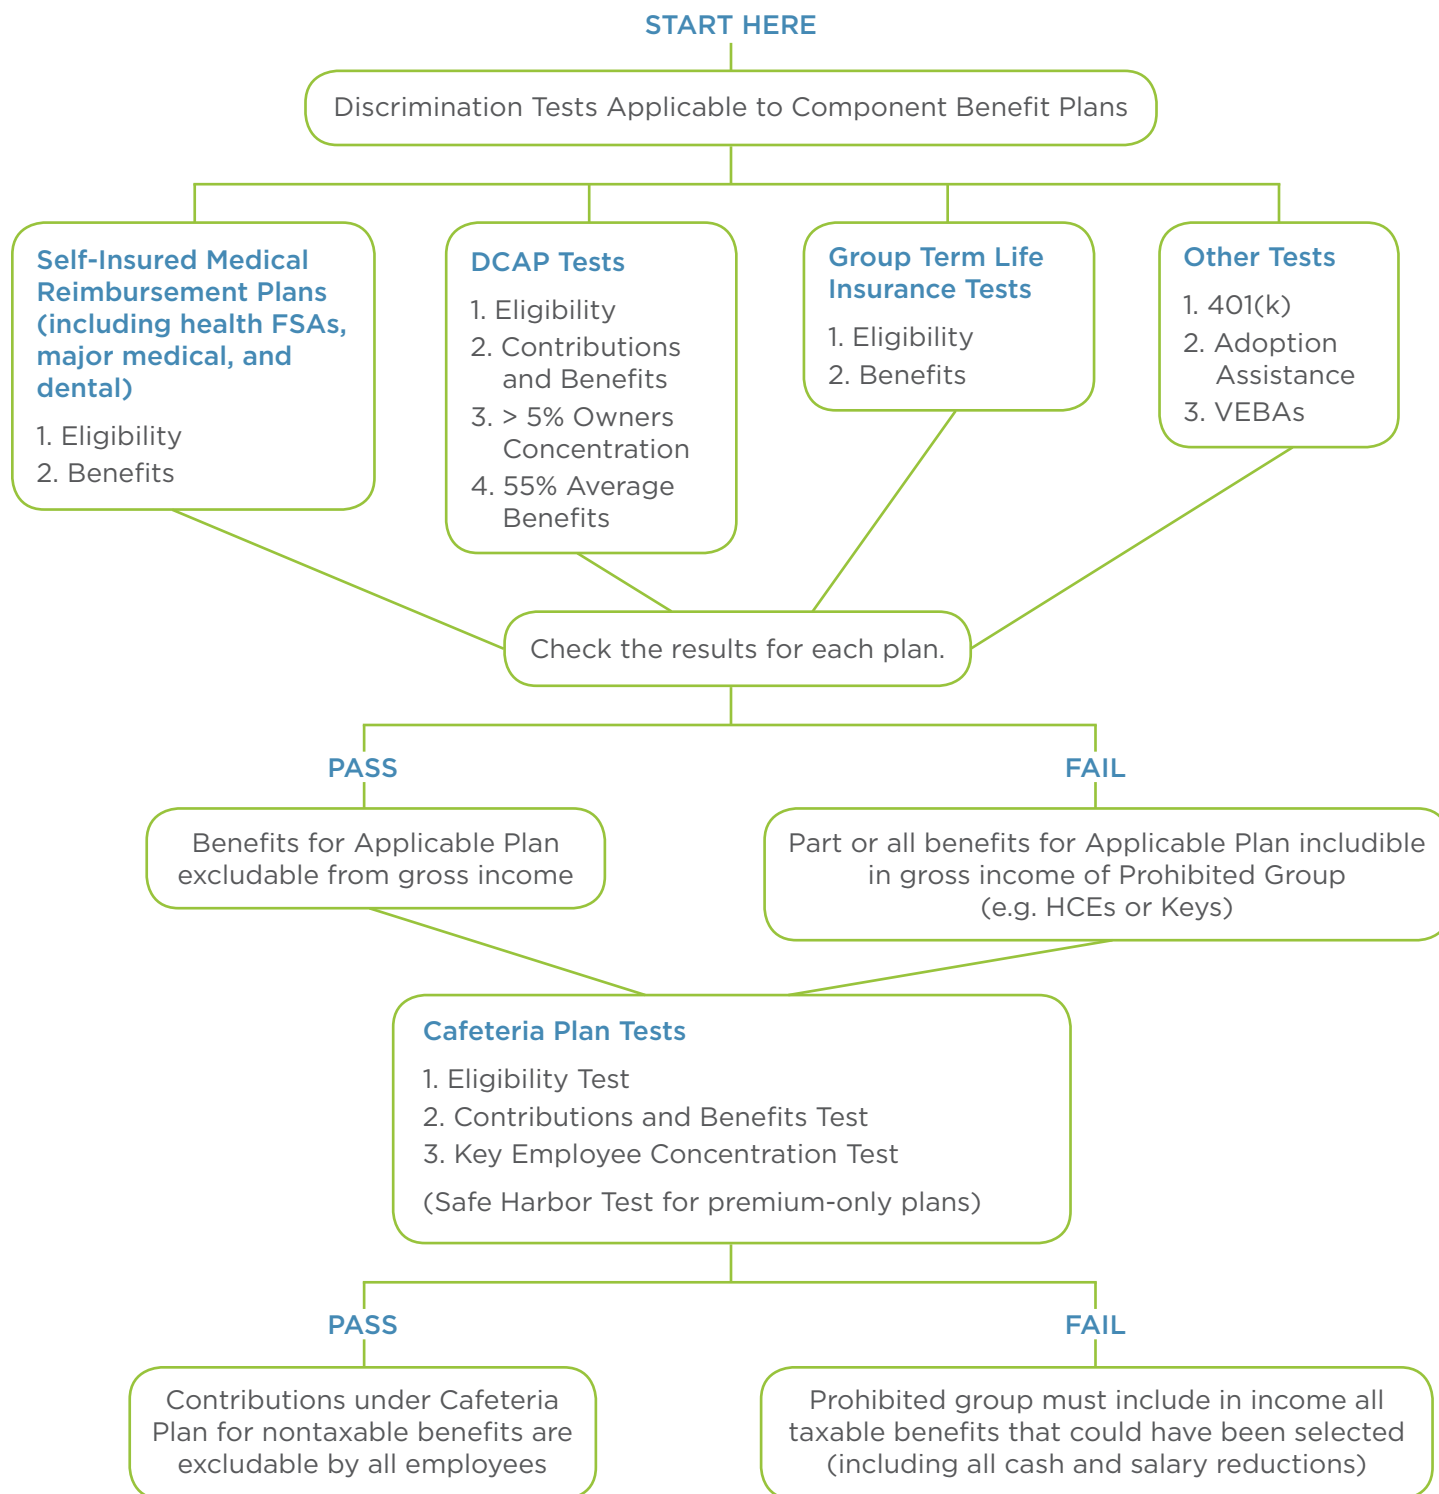 START HERE
Discrimination Tests Applicable to Component Benefit Plans
Self-Insured Medical
Reimbursement Plans
(including health FSAs,
major medical, and
dental)
1. Eligibility
2. Benefits
DCAP Tests
1. Eligibility
2. Contributions
and Benefits
3. > 5% Owners
Concentration
4. 55% Average
Benefits
Group Term Life
Insurance Tests
1. Eligibility
2. Benefits
Other Tests
1. 401(k)
2. Adoption
Assistance
3. VEBAs
Check the results for each plan.
PASS
Benefits for Applicable Plan
excludable from gross income
FAIL
Part or all benefits for Applicable Plan includible
in gross income of Prohibited Group
(e.g. HCEs or Keys)
Cafeteria Plan Tests
1. Eligibility Test
2. Contributions and Benefits Test
3. Key Employee Concentration Test
(Safe Harbor Test for premium-only plans)
PASS
Contributions under Cafeteria
Plan for nontaxable benefits are
excludable by all employees
FAIL
Prohibited group must include in income all
taxable benefits that could have been selected
(including all cash and salary reductions)